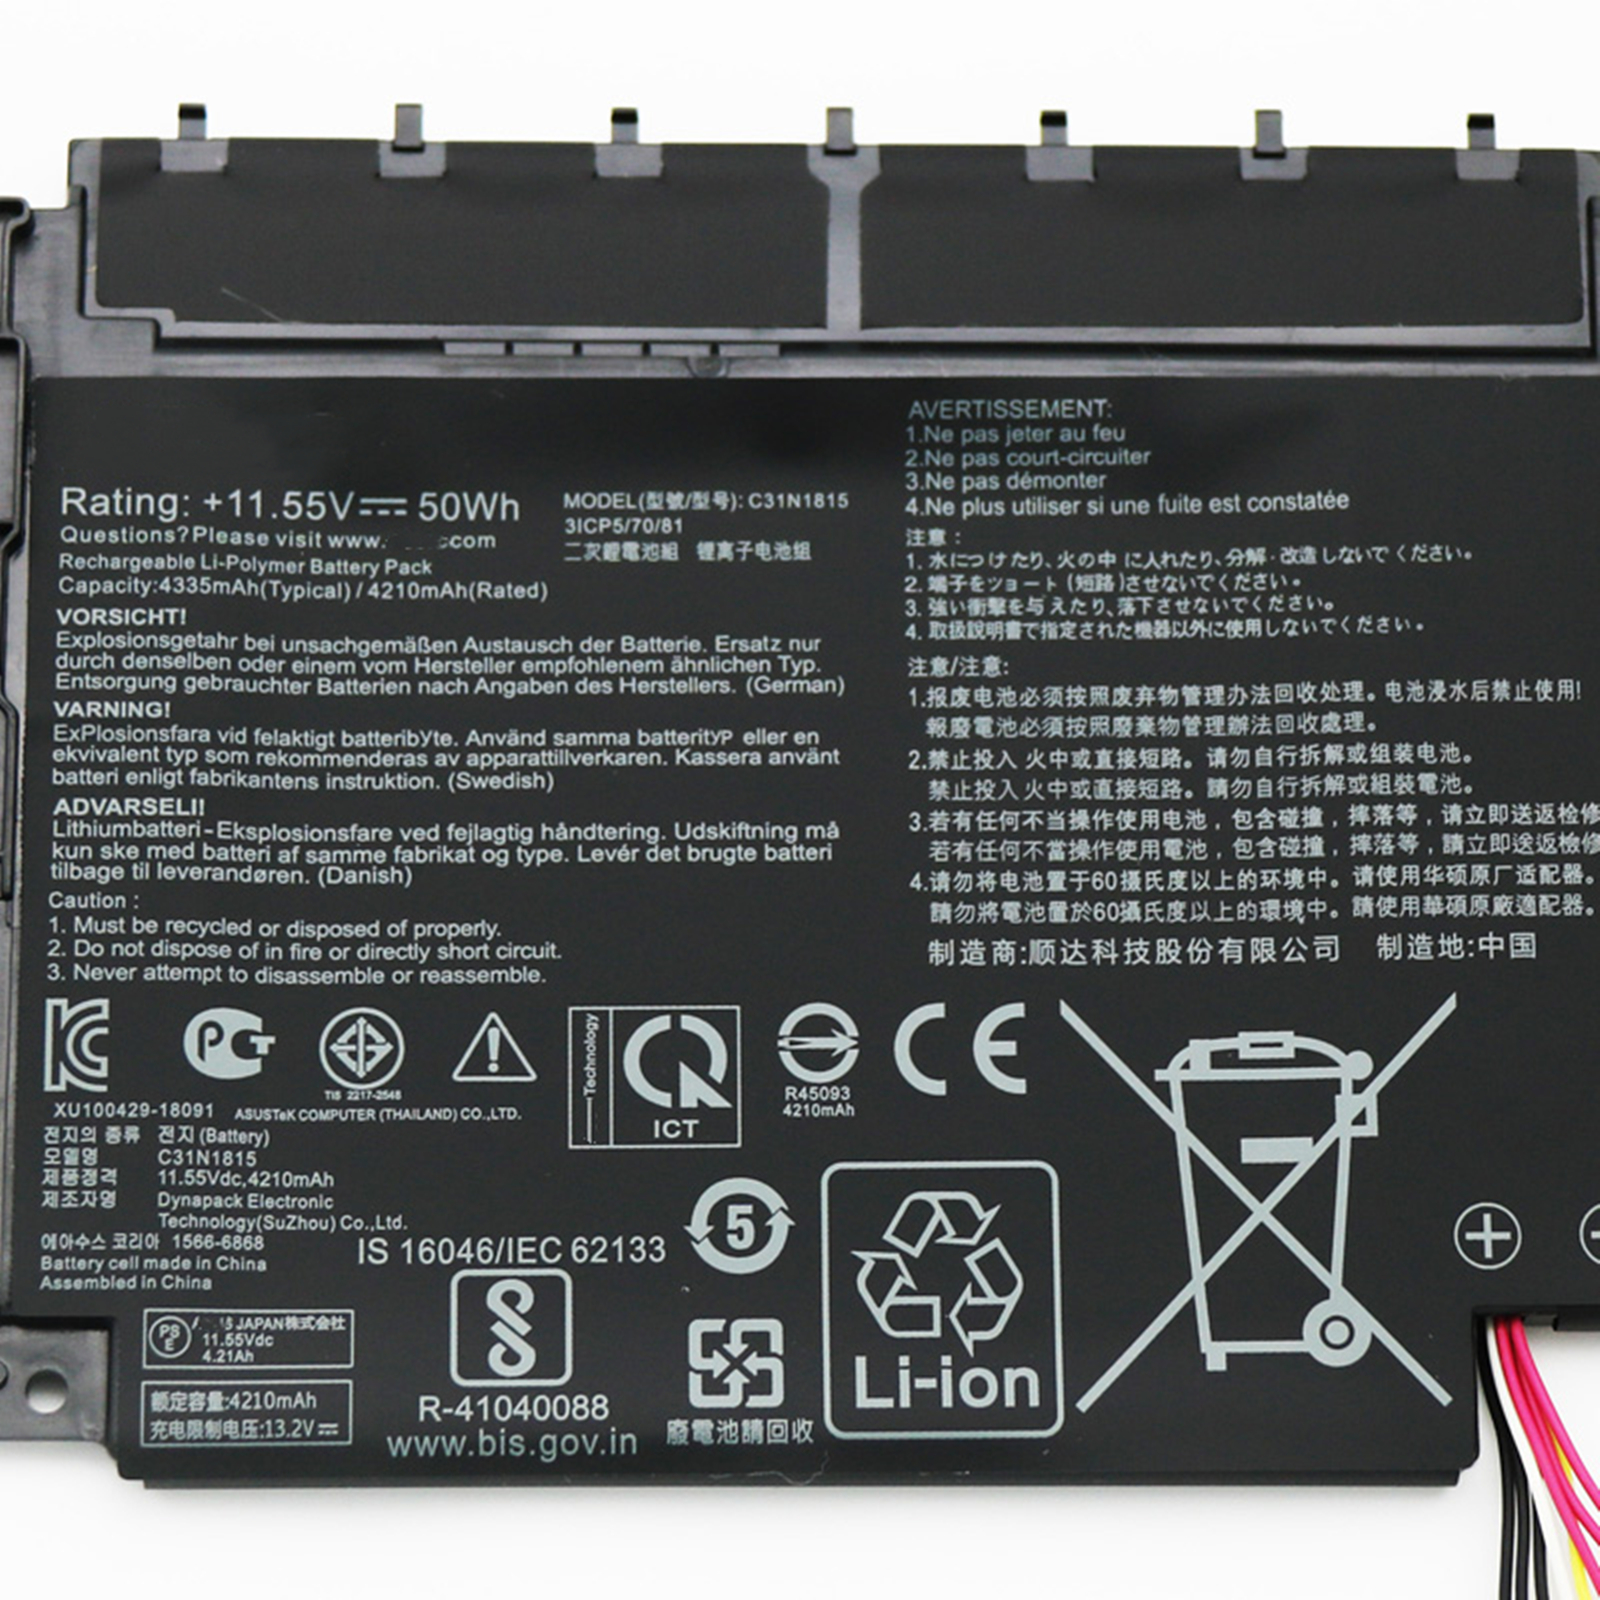 Rating: +11.55V 50Wh
Questions?Please visit www. com
Rechargeable Li-Polymer Battery Pack
Capacity:4335mAh(Typical) / 4210mAh(Rated)
MODEL(型號/型号): C31N1815
3ICP5/70/81
二次鋰電池組 锂离子电池组
VORSICHT!
Explosionsgetahr bei unsachgemäßen Austausch der Batterie. Ersatz nur
durch denselben oder einem vom Hersteller empfohlenem ähnlichen Typ.
Entsorgung gebrauchter Batterien nach Angaben des Herstellers. (German)
VARNING!
ExPlosionsfara vid felaktigt batteribyte. Använd samma batterityP eller en
ekvivalent typ som rekommenderas av apparattillverkaren. Kassera använt
batteri enligt fabrikantens instruktion. (Swedish)
ADVARSELI!
Lithiumbatteri-Eksplosionsfare ved fejlagtig håndtering. Udskiftning må
kun ske med batteri af samme fabrikat og type. Levér det brugte batteri
tilbage til leverandøren. (Danish)
Caution :
1. Must be recycled or disposed of properly.
2. Do not dispose of in fire or directly short circuit.
3. Never attempt to disassemble or reassemble.
AVERTISSEMENT:
1.Ne pas jeter au feu
2.Ne pas court-circuiter
3.Ne pas démonter
4.Ne plus utiliser si une fuite est constatée
注意 :
1. 水につけたり、火の中 に入れたり、分解・改造しないでください。
2. 端子をツョート (短路)させないでください。
3. 強い衝撃を与えたり、落下させないでください。
4. 取扱説明書で指定された機器以外に使用しないでください。
注意/注意:
1.报废电池必须按照废弃物管理办法回收处理。电池浸水后禁止使用!
報廢電池必须按照廢棄物管理辦法回收處理。
2.禁止投入 火中或直接短路。请勿自行拆解或组装电池。
禁止投入火中或直接短路。請勿自行拆解或組裝電池。
3.若有任何不当操作使用电池，包含碰撞，摔落等，请立即送返检修
若有任何不當操作使用電池，包含碰撞，摔落等，請立即送返檢修
4.请勿将电池置于60摄氏度以上的环境中。请使用华硕原厂适配器。
請勿將電池置於60攝氏度以上的環境中。請使用華碩原廠適配器。
制造商:顺达科技股份有限公司 制造地:中国
TIS 2217-2548
XU100429-18091
ASUSTeK COMPUTER (THAILAND) CO.,LTD.
Technology
ICT
R45093
4210mAh
CE
전지의 종류 전지 (Battery)
모델명 C31N1815
제품정격 11.55Vdc,4210mAh
제조자명 Dynapack Electronic
Technology(SuZhou) Co.,Ltd.
에이수스 코리아 1566-6868
Battery cell made in China
Assembled in China
IS 16046/IEC 62133
5
PS
E
JAPAN株式会社
11.55Vdc
4.21Ah
额定容量:4210mAh
充电限制电压:13.2V
R-41040088
www.bis.gov.in
廢電池請回收
Li-ion